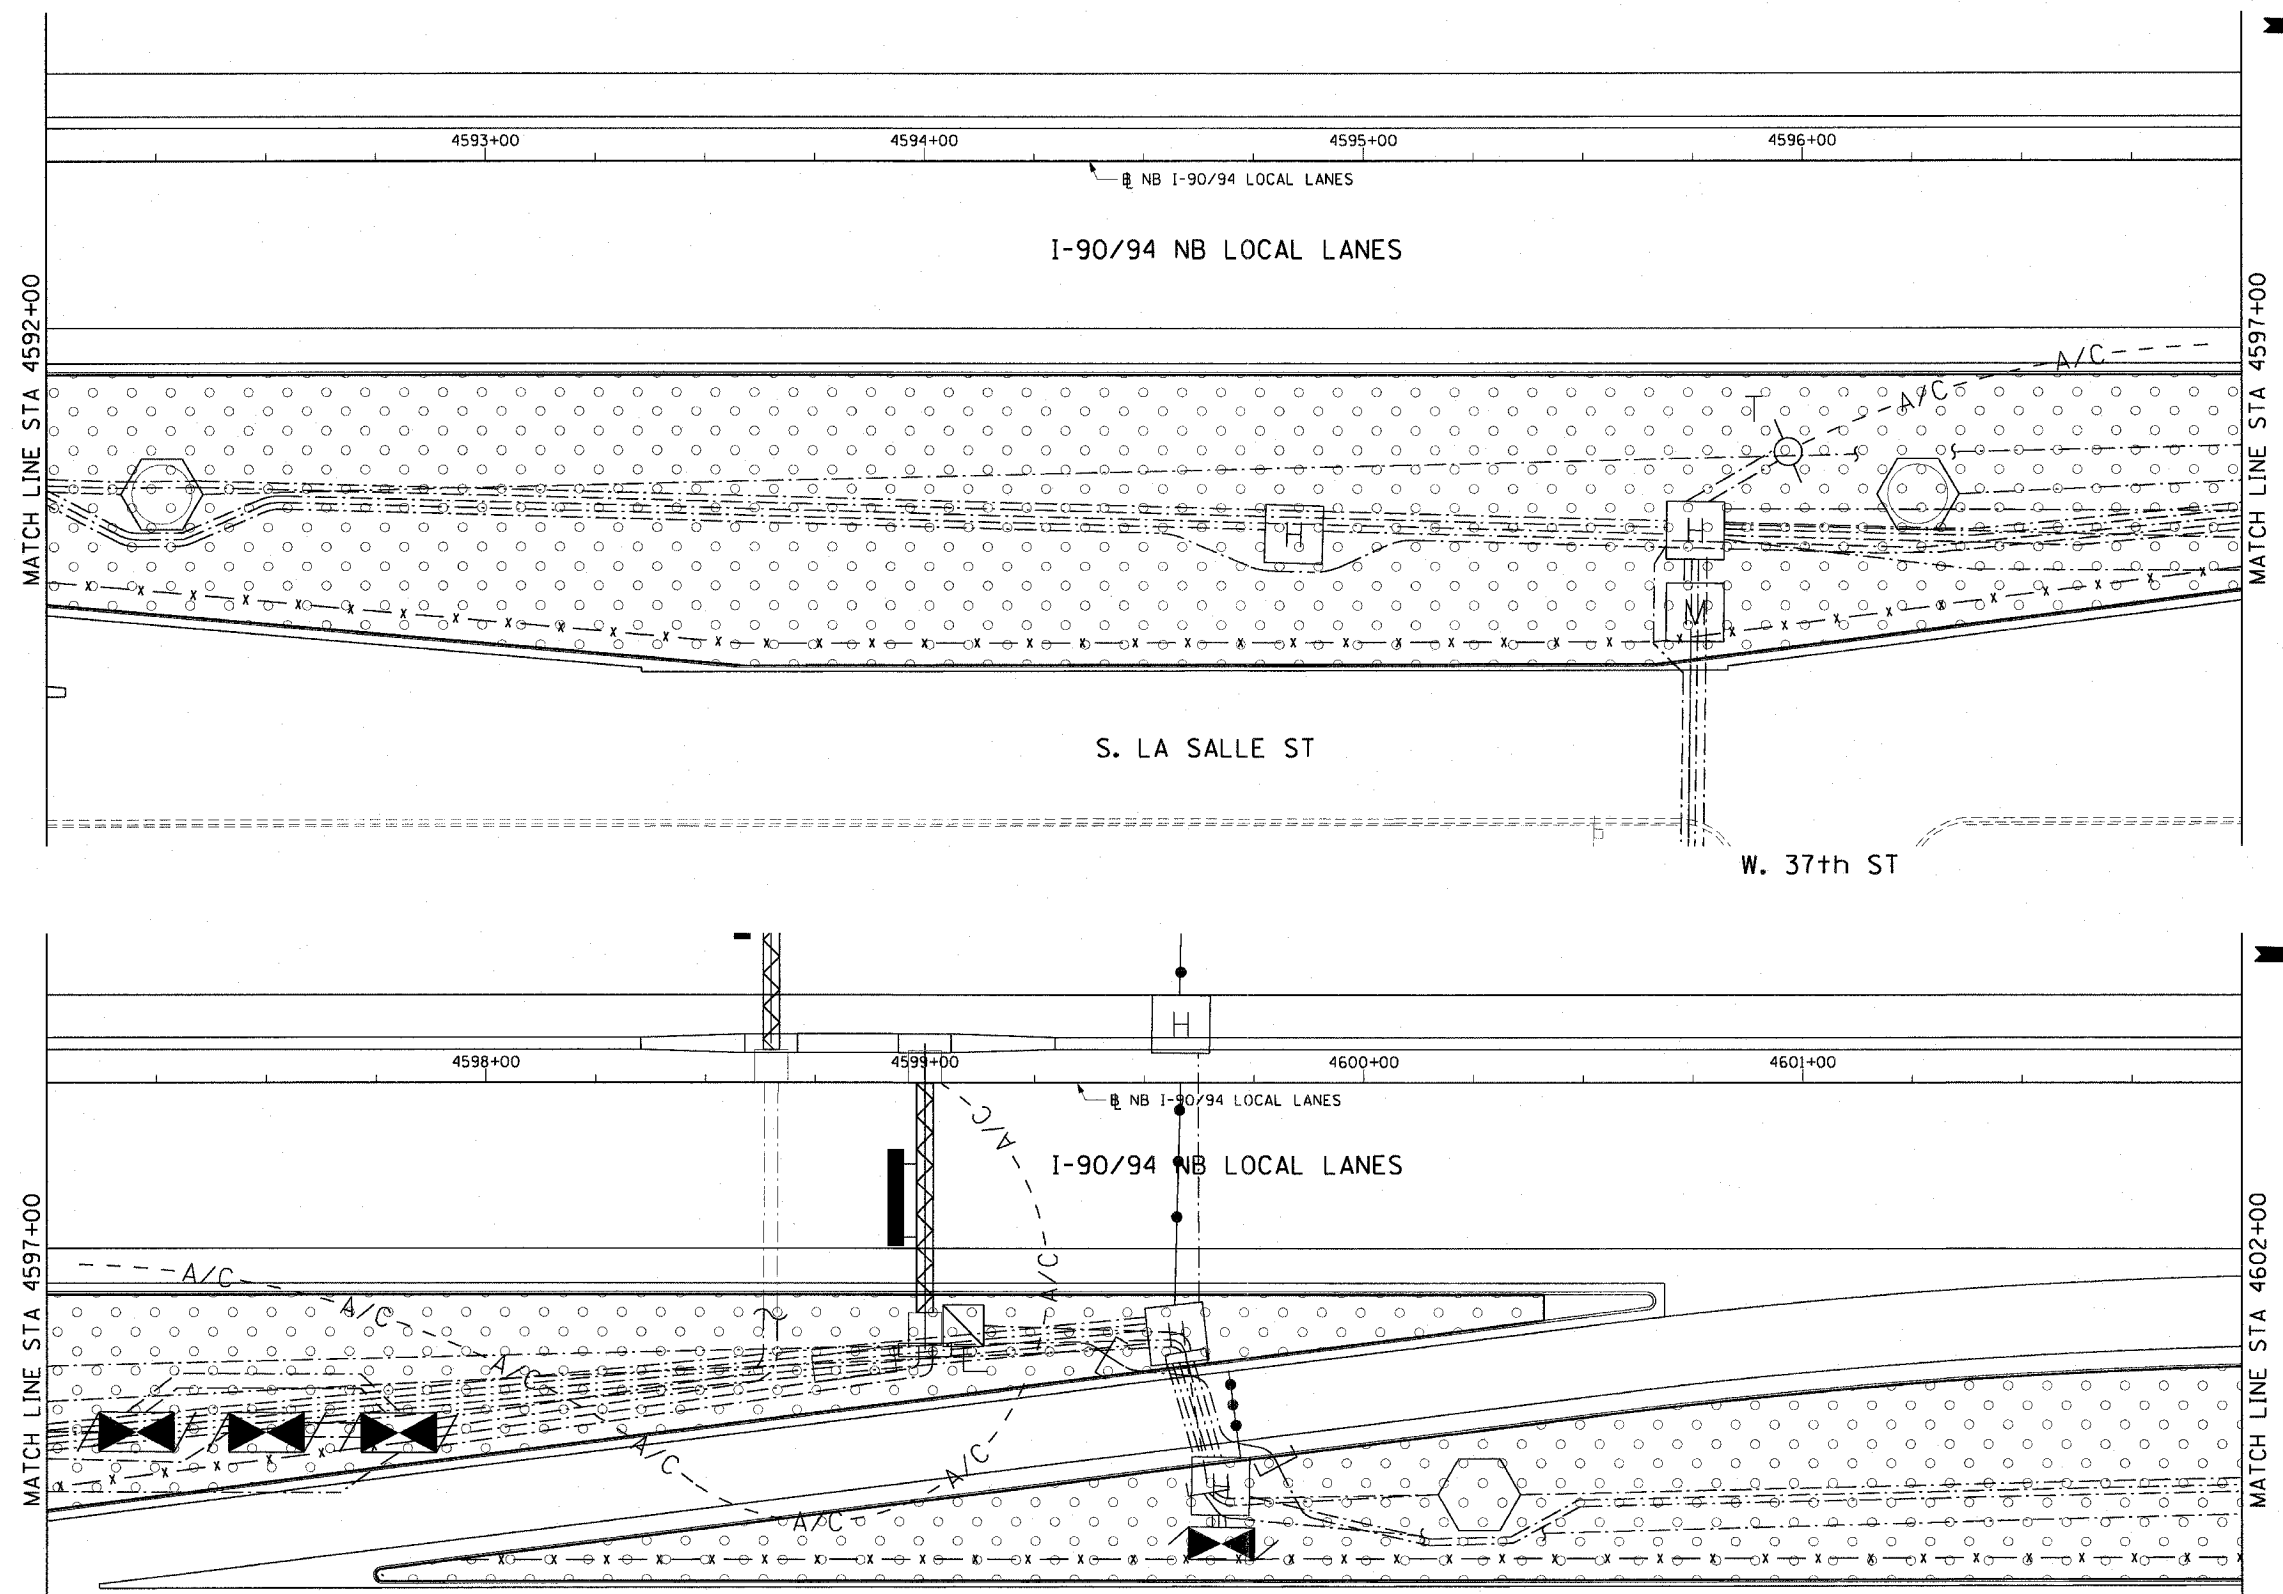 4593+00 4594+00 4595+00 4596+00
℄ NB I-90/94 LOCAL LANES
I-90/94 NB LOCAL LANES
MATCH LINE STA 4592+00
MATCH LINE STA 4597+00
A/C
A/C
T
H
H
M
S. LA SALLE ST
W. 37th ST
H
4598+00 4599+00 4600+00 4601+00
℄ NB I-90/94 LOCAL LANES
A/C
I-90/94 NB LOCAL LANES
MATCH LINE STA 4597+00
MATCH LINE STA 4602+00
A/C
A/C
A/C
A/C
A/C
A/C
A/C
H